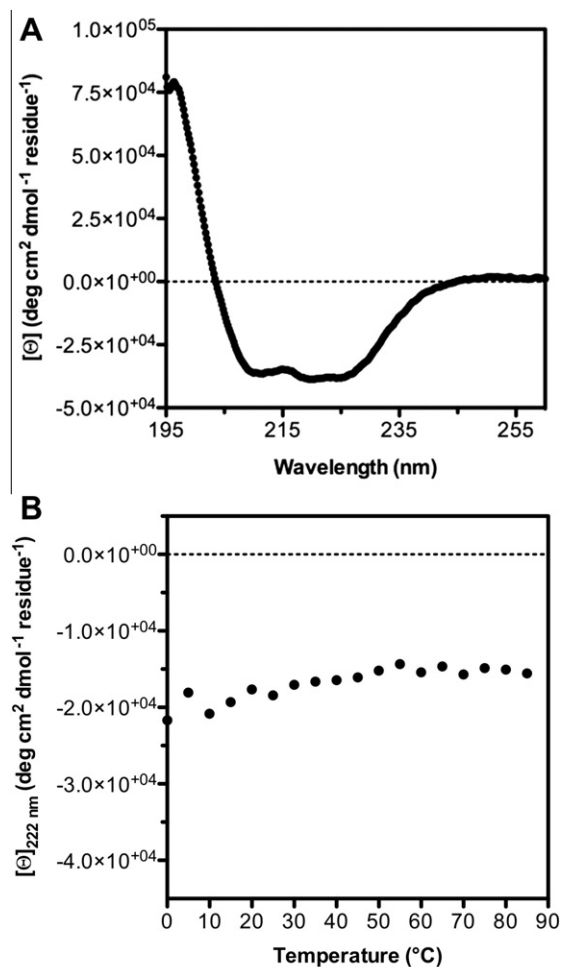 A
[Θ] (deg cm² dmol⁻¹ residue⁻¹)
1.0×10⁺⁰⁵
7.5×10⁺⁰⁴
5.0×10⁺⁰⁴
2.5×10⁺⁰⁴
0.0×10⁺⁰⁰
-2.5×10⁺⁰⁴
-5.0×10⁺⁰⁴
195 215 235 255
Wavelength (nm)
B
[Θ]₂₂₂ ₙₘ (deg cm² dmol⁻¹ residue⁻¹)
0.0×10⁺⁰⁰
-1.0×10⁺⁰⁴
-2.0×10⁺⁰⁴
-3.0×10⁺⁰⁴
-4.0×10⁺⁰⁴
0 10 20 30 40 50 60 70 80 90
Temperature (°C)